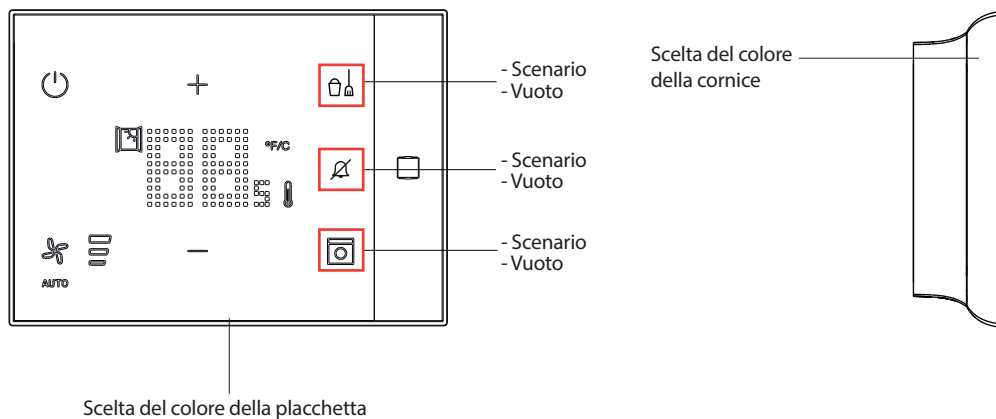 - Scenario
- Vuoto
°F/C
- Scenario
- Vuoto
- Scenario
- Vuoto
AUTO
Scelta del colore della placchetta
Scelta del colore
della cornice